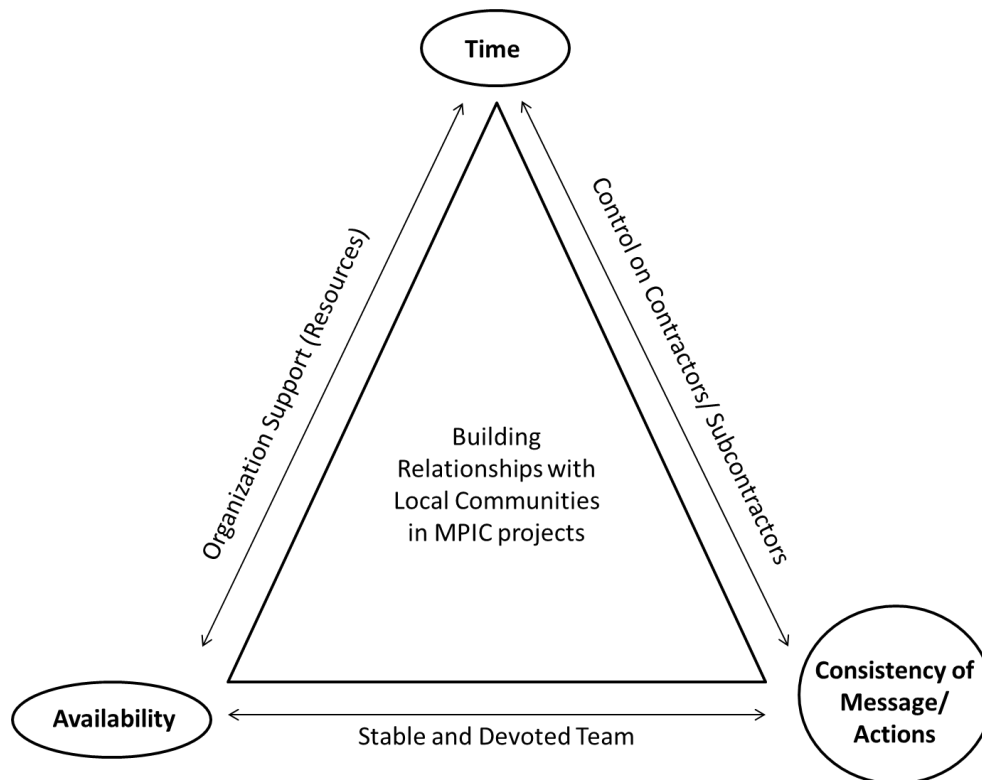 Time
Organization Support (Resources)
Control on Contractors/ Subcontractors
Building
Relationships with
Local Communities
in MPIC projects
Availability
Stable and Devoted Team
Consistency of
Message/
Actions